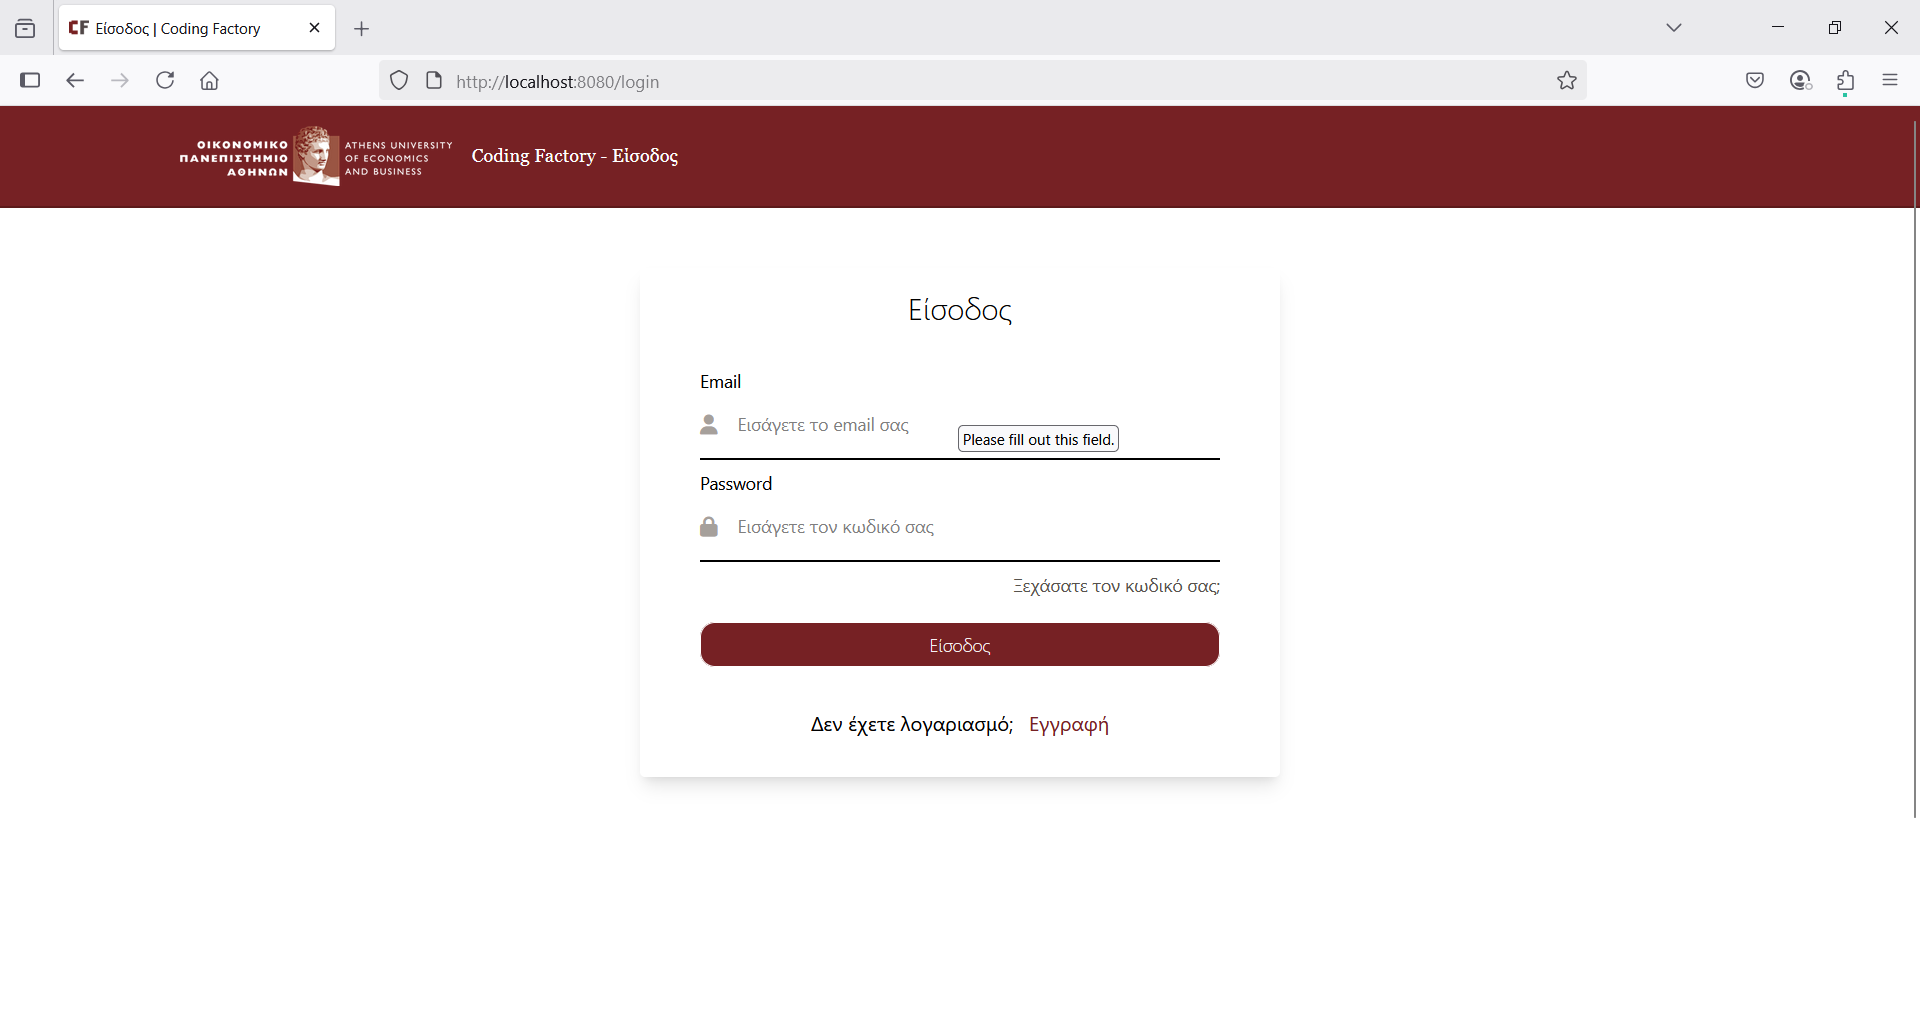 Είσοδος | Coding Factory
http://localhost:8080/login
ΟΙΚΟΝΟΜΙΚΟ
ΠΑΝΕΠΙΣΤΗΜΙΟ
ΑΘΗΝΩΝ
ATHENS UNIVERSITY
OF ECONOMICS
AND BUSINESS
Coding Factory - Είσοδος
Είσοδος
Email
Εισάγετε το email σας
Please fill out this field.
Password
Εισάγετε τον κωδικό σας
Ξεχάσατε τον κωδικό σας;
Είσοδος
Δεν έχετε λογαριασμό; Εγγραφή